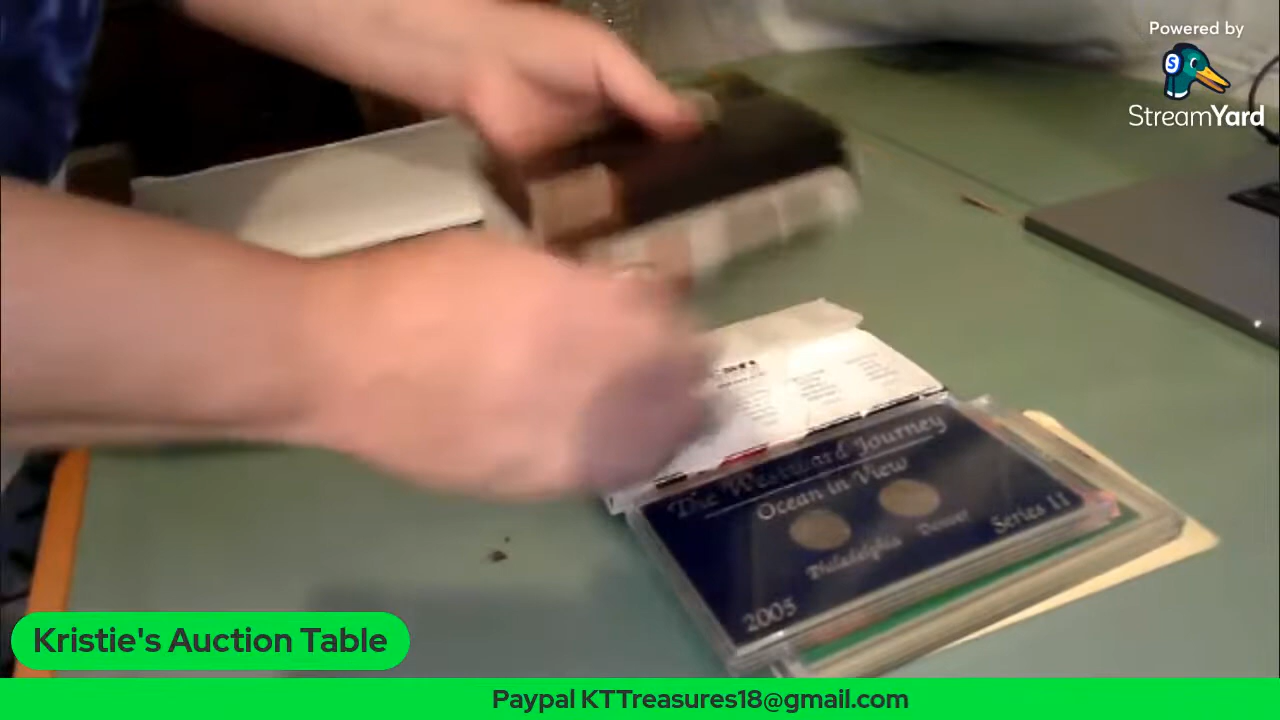 Powered by
StreamYard
The Westward Journey
Ocean in View
Philadelphia
Denver
Series 11
2005
Kristie's Auction Table
Paypal KTTreasures18@gmail.com